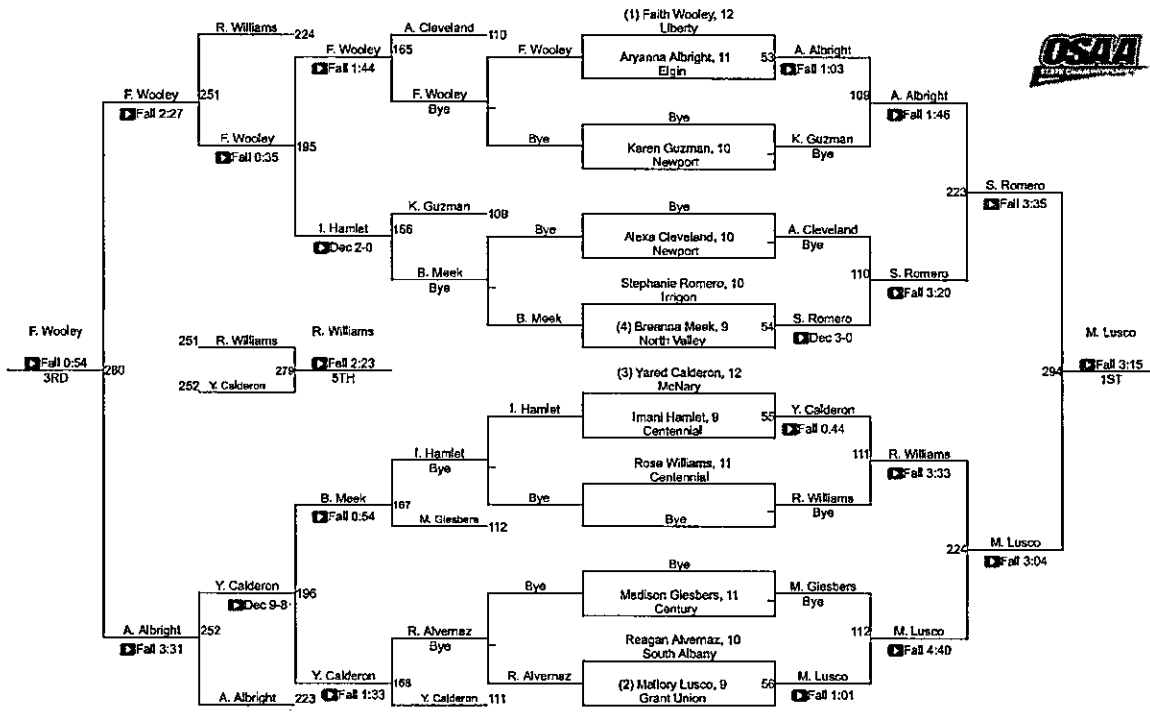 OSAA
(1) Faith Wooley, 12
Liberty
R. Williams
224
A. Cleveland
110
F. Wooley
165
Fall 1:44
F. Wooley
Aryanna Albright, 11
Elgin
53
A. Albright
Fall 1:03
F. Wooley
251
Fall 2:27
F. Wooley
Bye
109
A. Albright
Fall 1:46
Bye
F. Wooley
195
Fall 0:35
Bye
Karen Guzman, 10
Newport
K. Guzman
Bye
223
S. Romero
Fall 3:35
K. Guzman
109
I. Hamlet
166
Dec 2-0
Bye
Bye
Alexa Cleveland, 10
Newport
A. Cleveland
Bye
B. Meek
Bye
Stephanie Romero, 10
Irrigon
110
S. Romero
Fall 3:20
B. Meek
(4) Breanna Meek, 9
North Valley
54
S. Romero
Dec 3-0
F. Wooley
Fall 0:54
3RD
280
251
R. Williams
252
Y. Calderon
279
R. Williams
Fall 2:23
5TH
M. Lusco
Fall 3:15
1ST
294
(3) Yared Calderon, 12
McNary
I. Hamlet
Imani Hamlet, 9
Centennial
55
Y. Calderon
Fall 0.44
I. Hamlet
Bye
Rose Williams, 11
Centennial
111
R. Williams
Fall 3:33
B. Meek
167
Fall 0:54
Bye
Bye
R. Williams
Bye
M. Giesbers
112
224
M. Lusco
Fall 3:04
Bye
Y. Calderon
196
Dec 9-8
Bye
Madison Giesbers, 11
Century
M. Giesbers
Bye
A. Albright
252
Fall 3:31
R. Alvernaz
Bye
Reagan Alvernaz, 10
South Albany
112
M. Lusco
Fall 4:40
Y. Calderon
168
Fall 1:33
R. Alvernaz
(2) Mallory Lusco, 9
Grant Union
56
M. Lusco
Fall 1:01
A. Albright
223
Y. Calderon
111